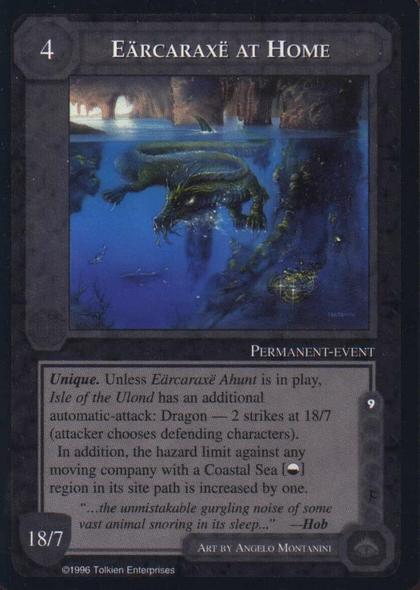 4
EÄRCARAXË AT HOME
PERMANENT-EVENT
Unique. Unless Eärcaraxë Ahunt is in play,
Isle of the Ulond has an additional
automatic-attack: Dragon — 2 strikes at 18/7
(attacker chooses defending characters).
In addition, the hazard limit against any
moving company with a Coastal Sea [ ]
region in its site path is increased by one.
"…the unmistakable gurgling noise of some
vast animal snoring in its sleep..." —Hob
9
18/7
ART BY ANGELO MONTANINI
©1996 Tolkien Enterprises